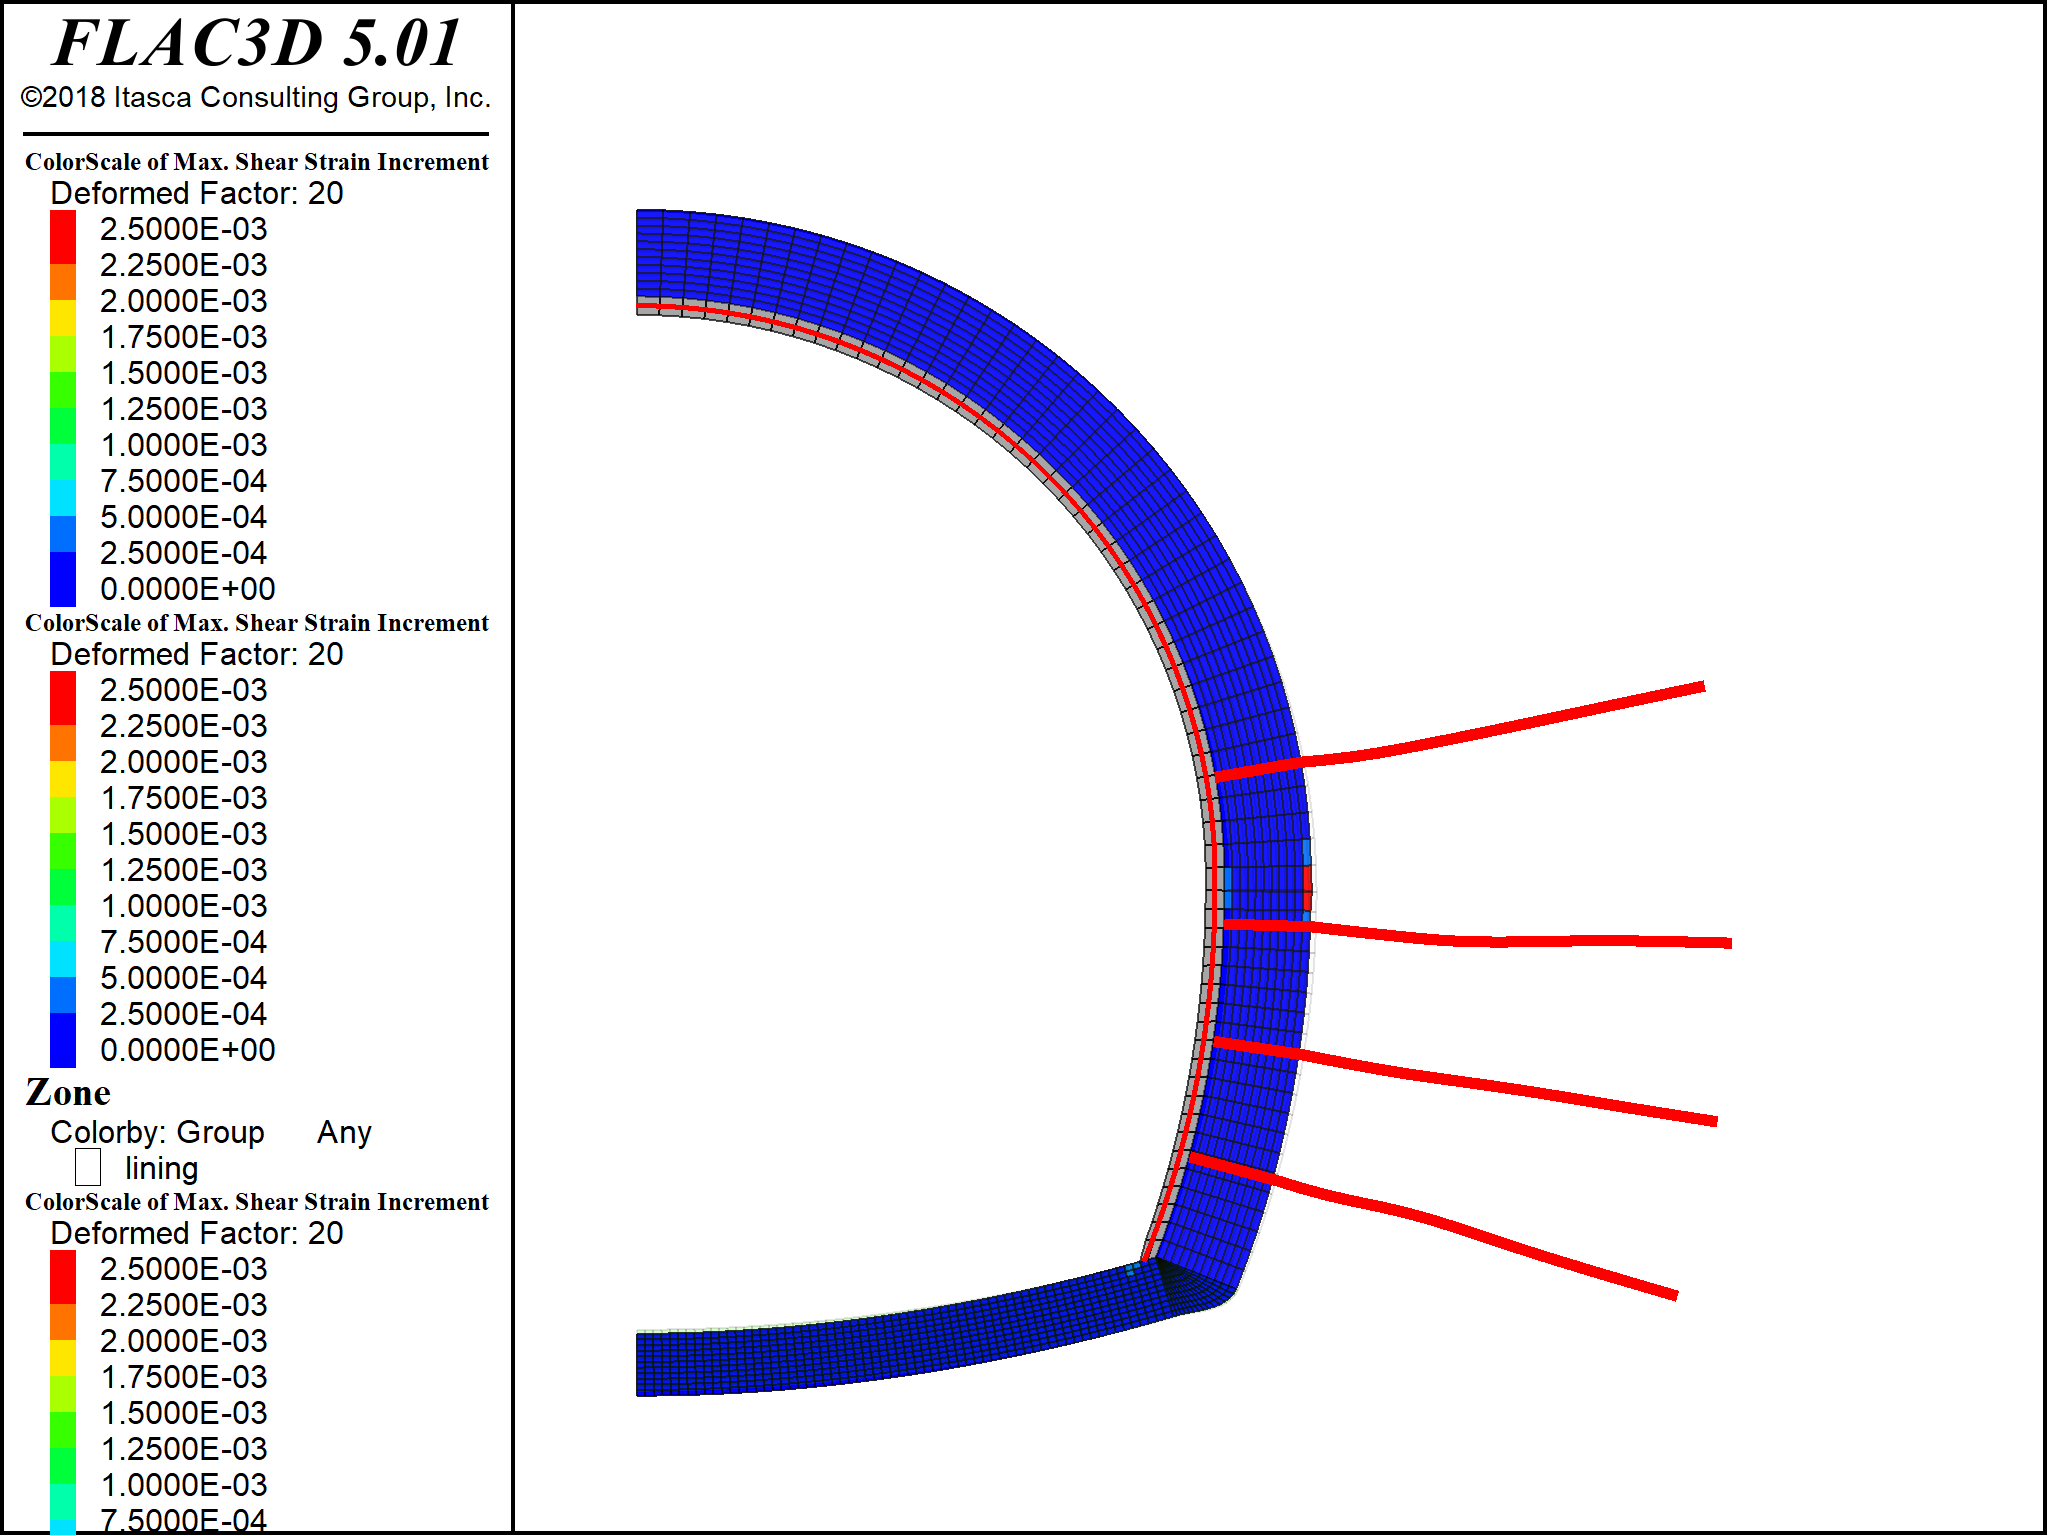 FLAC3D 5.01
©2018 Itasca Consulting Group, Inc.
ColorScale of Max. Shear Strain Increment
Deformed Factor: 20
2.5000E-03
2.2500E-03
2.0000E-03
1.7500E-03
1.5000E-03
1.2500E-03
1.0000E-03
7.5000E-04
5.0000E-04
2.5000E-04
0.0000E+00
ColorScale of Max. Shear Strain Increment
Deformed Factor: 20
2.5000E-03
2.2500E-03
2.0000E-03
1.7500E-03
1.5000E-03
1.2500E-03
1.0000E-03
7.5000E-04
5.0000E-04
2.5000E-04
0.0000E+00
Zone
Colorby: Group Any
lining
ColorScale of Max. Shear Strain Increment
Deformed Factor: 20
2.5000E-03
2.2500E-03
2.0000E-03
1.7500E-03
1.5000E-03
1.2500E-03
1.0000E-03
7.5000E-04